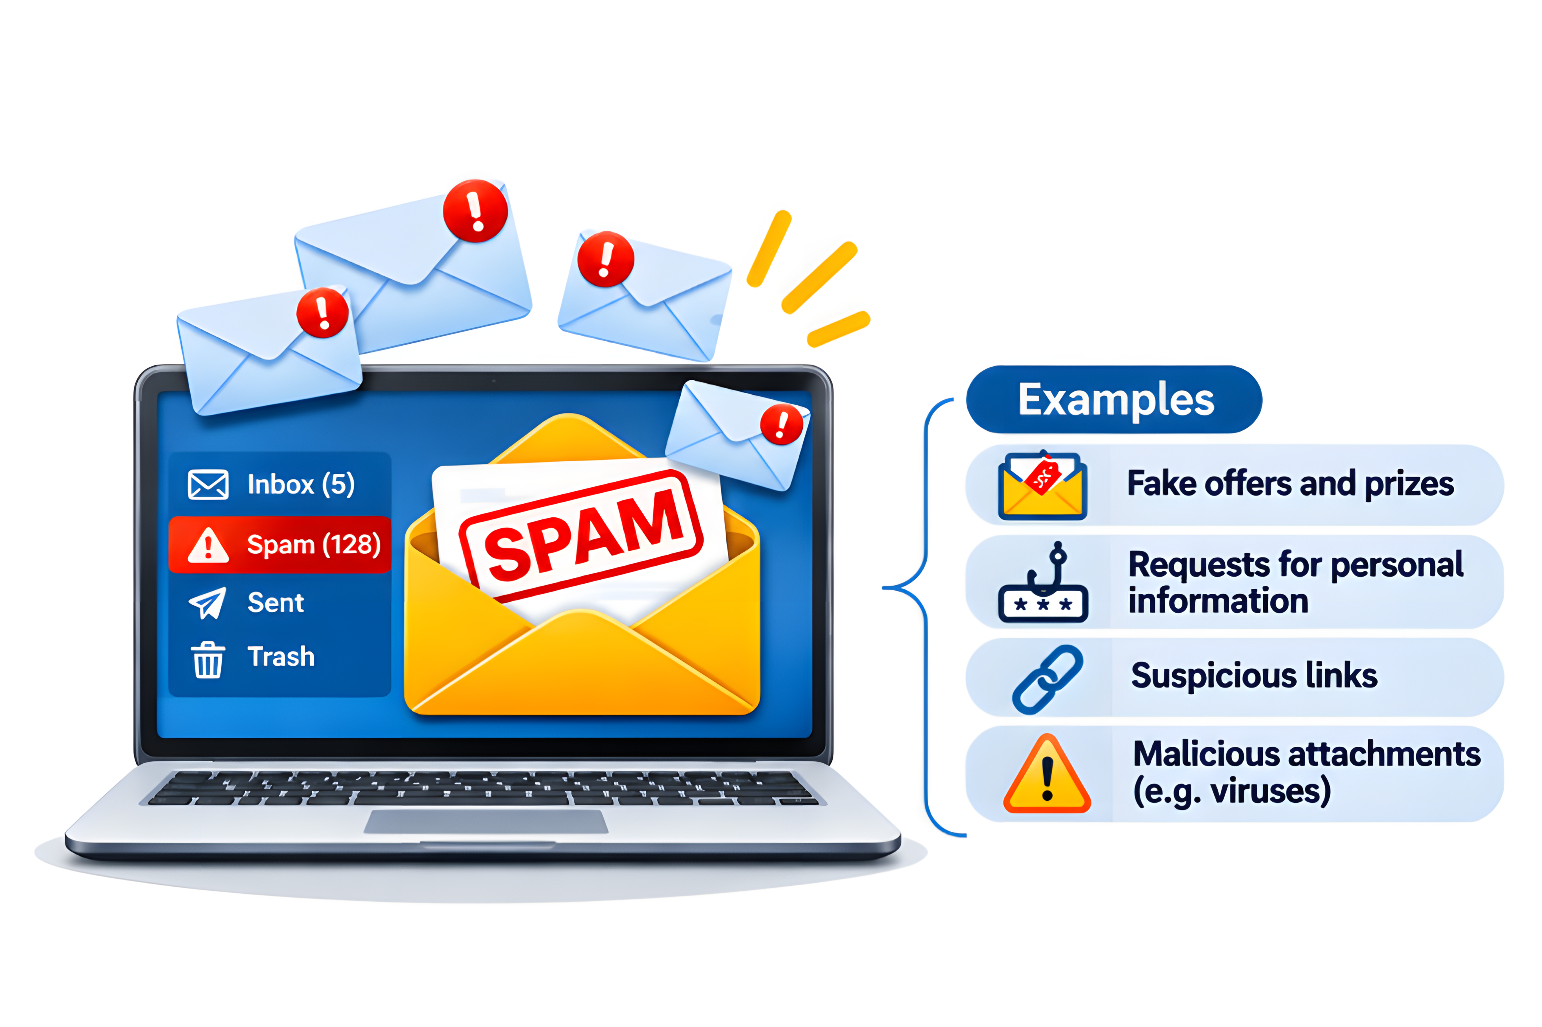 Inbox (5)
Spam (128)
Sent
Trash
SPAM
Examples
Fake offers and prizes
Requests for personal
information
* * *
Suspicious links
Malicious attachments
(e.g. viruses)